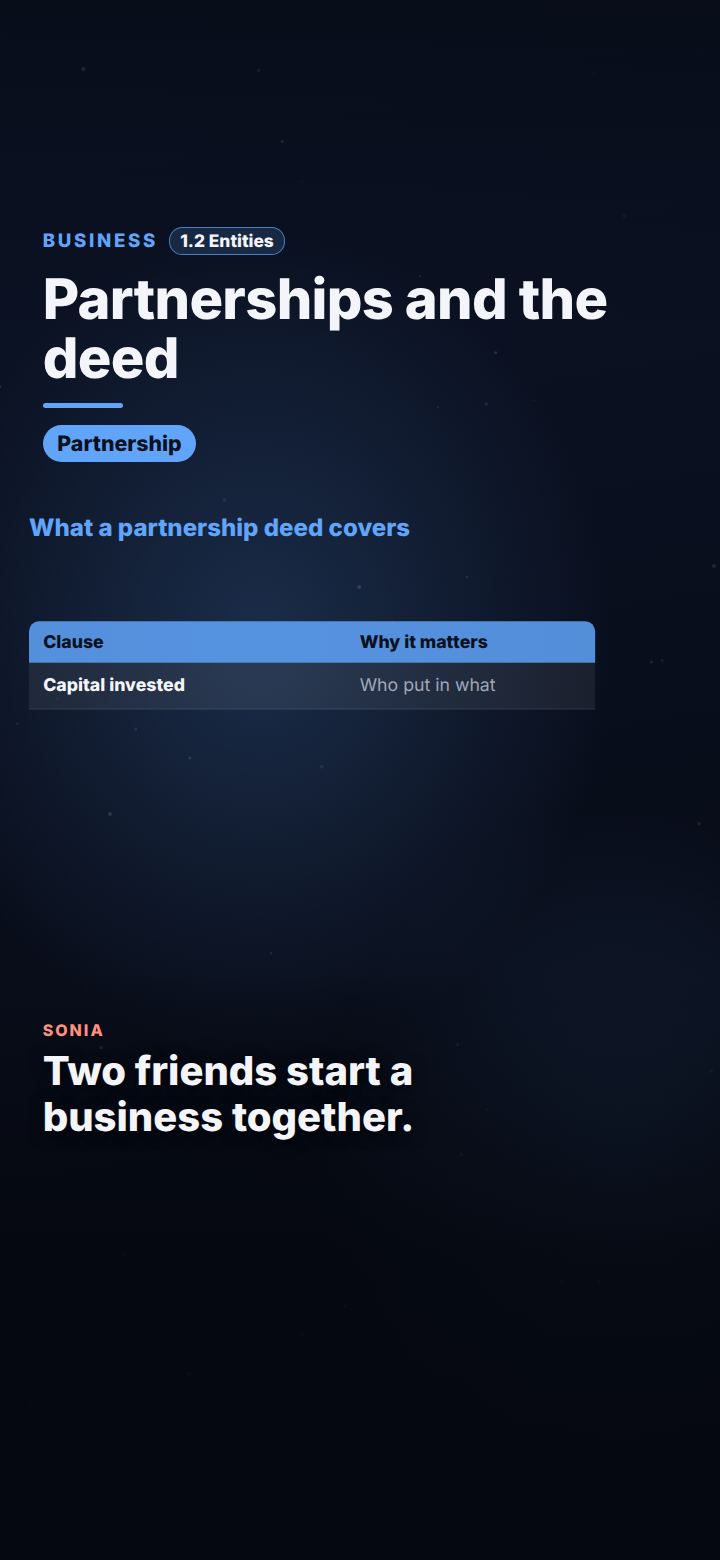 BUSINESS 1.2 Entities
Partnerships and the
deed
Partnership
What a partnership deed covers
Clause Why it matters
Capital invested Who put in what
SONIA
Two friends start a
business together.